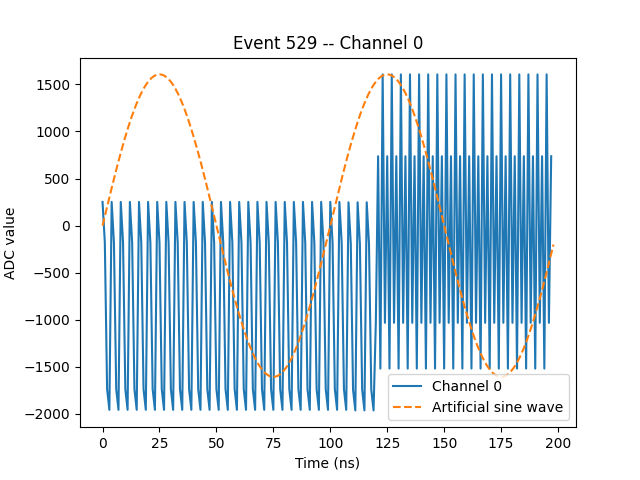 Event 529 -- Channel 0
ADC value
1500
1000
500
0
−500
−1000
−1500
−2000
0 25 50 75 100 125 150 175 200
Time (ns)
Channel 0
Artificial sine wave